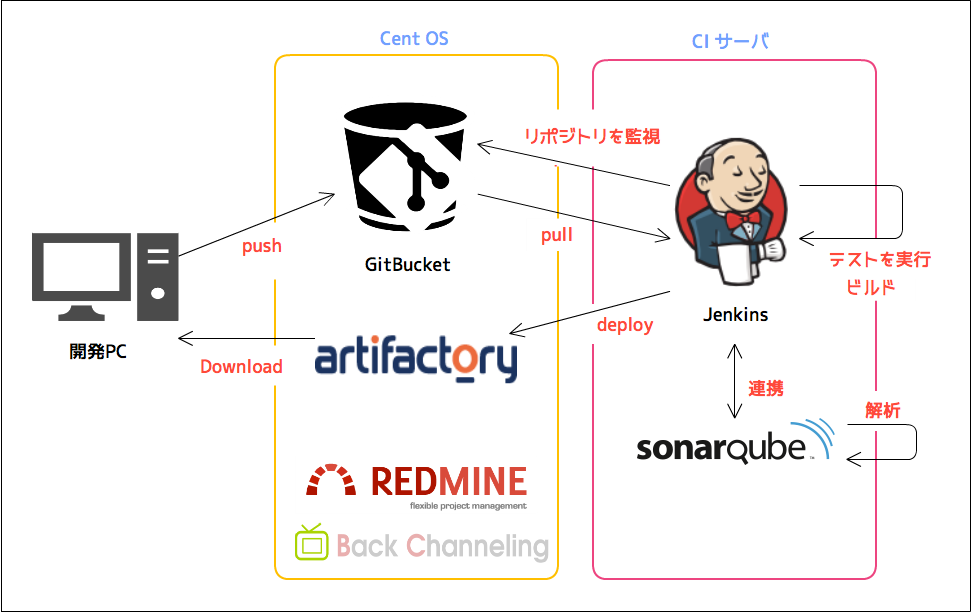 Cent OS
CI サーバ
リポジトリを監視
push
pull
GitBucket
テストを実行
ビルド
Jenkins
開発PC
deploy
Download
artifactory
連携
解析
sonarqube
TM
REDMINE
flexible project management
Back Channeling